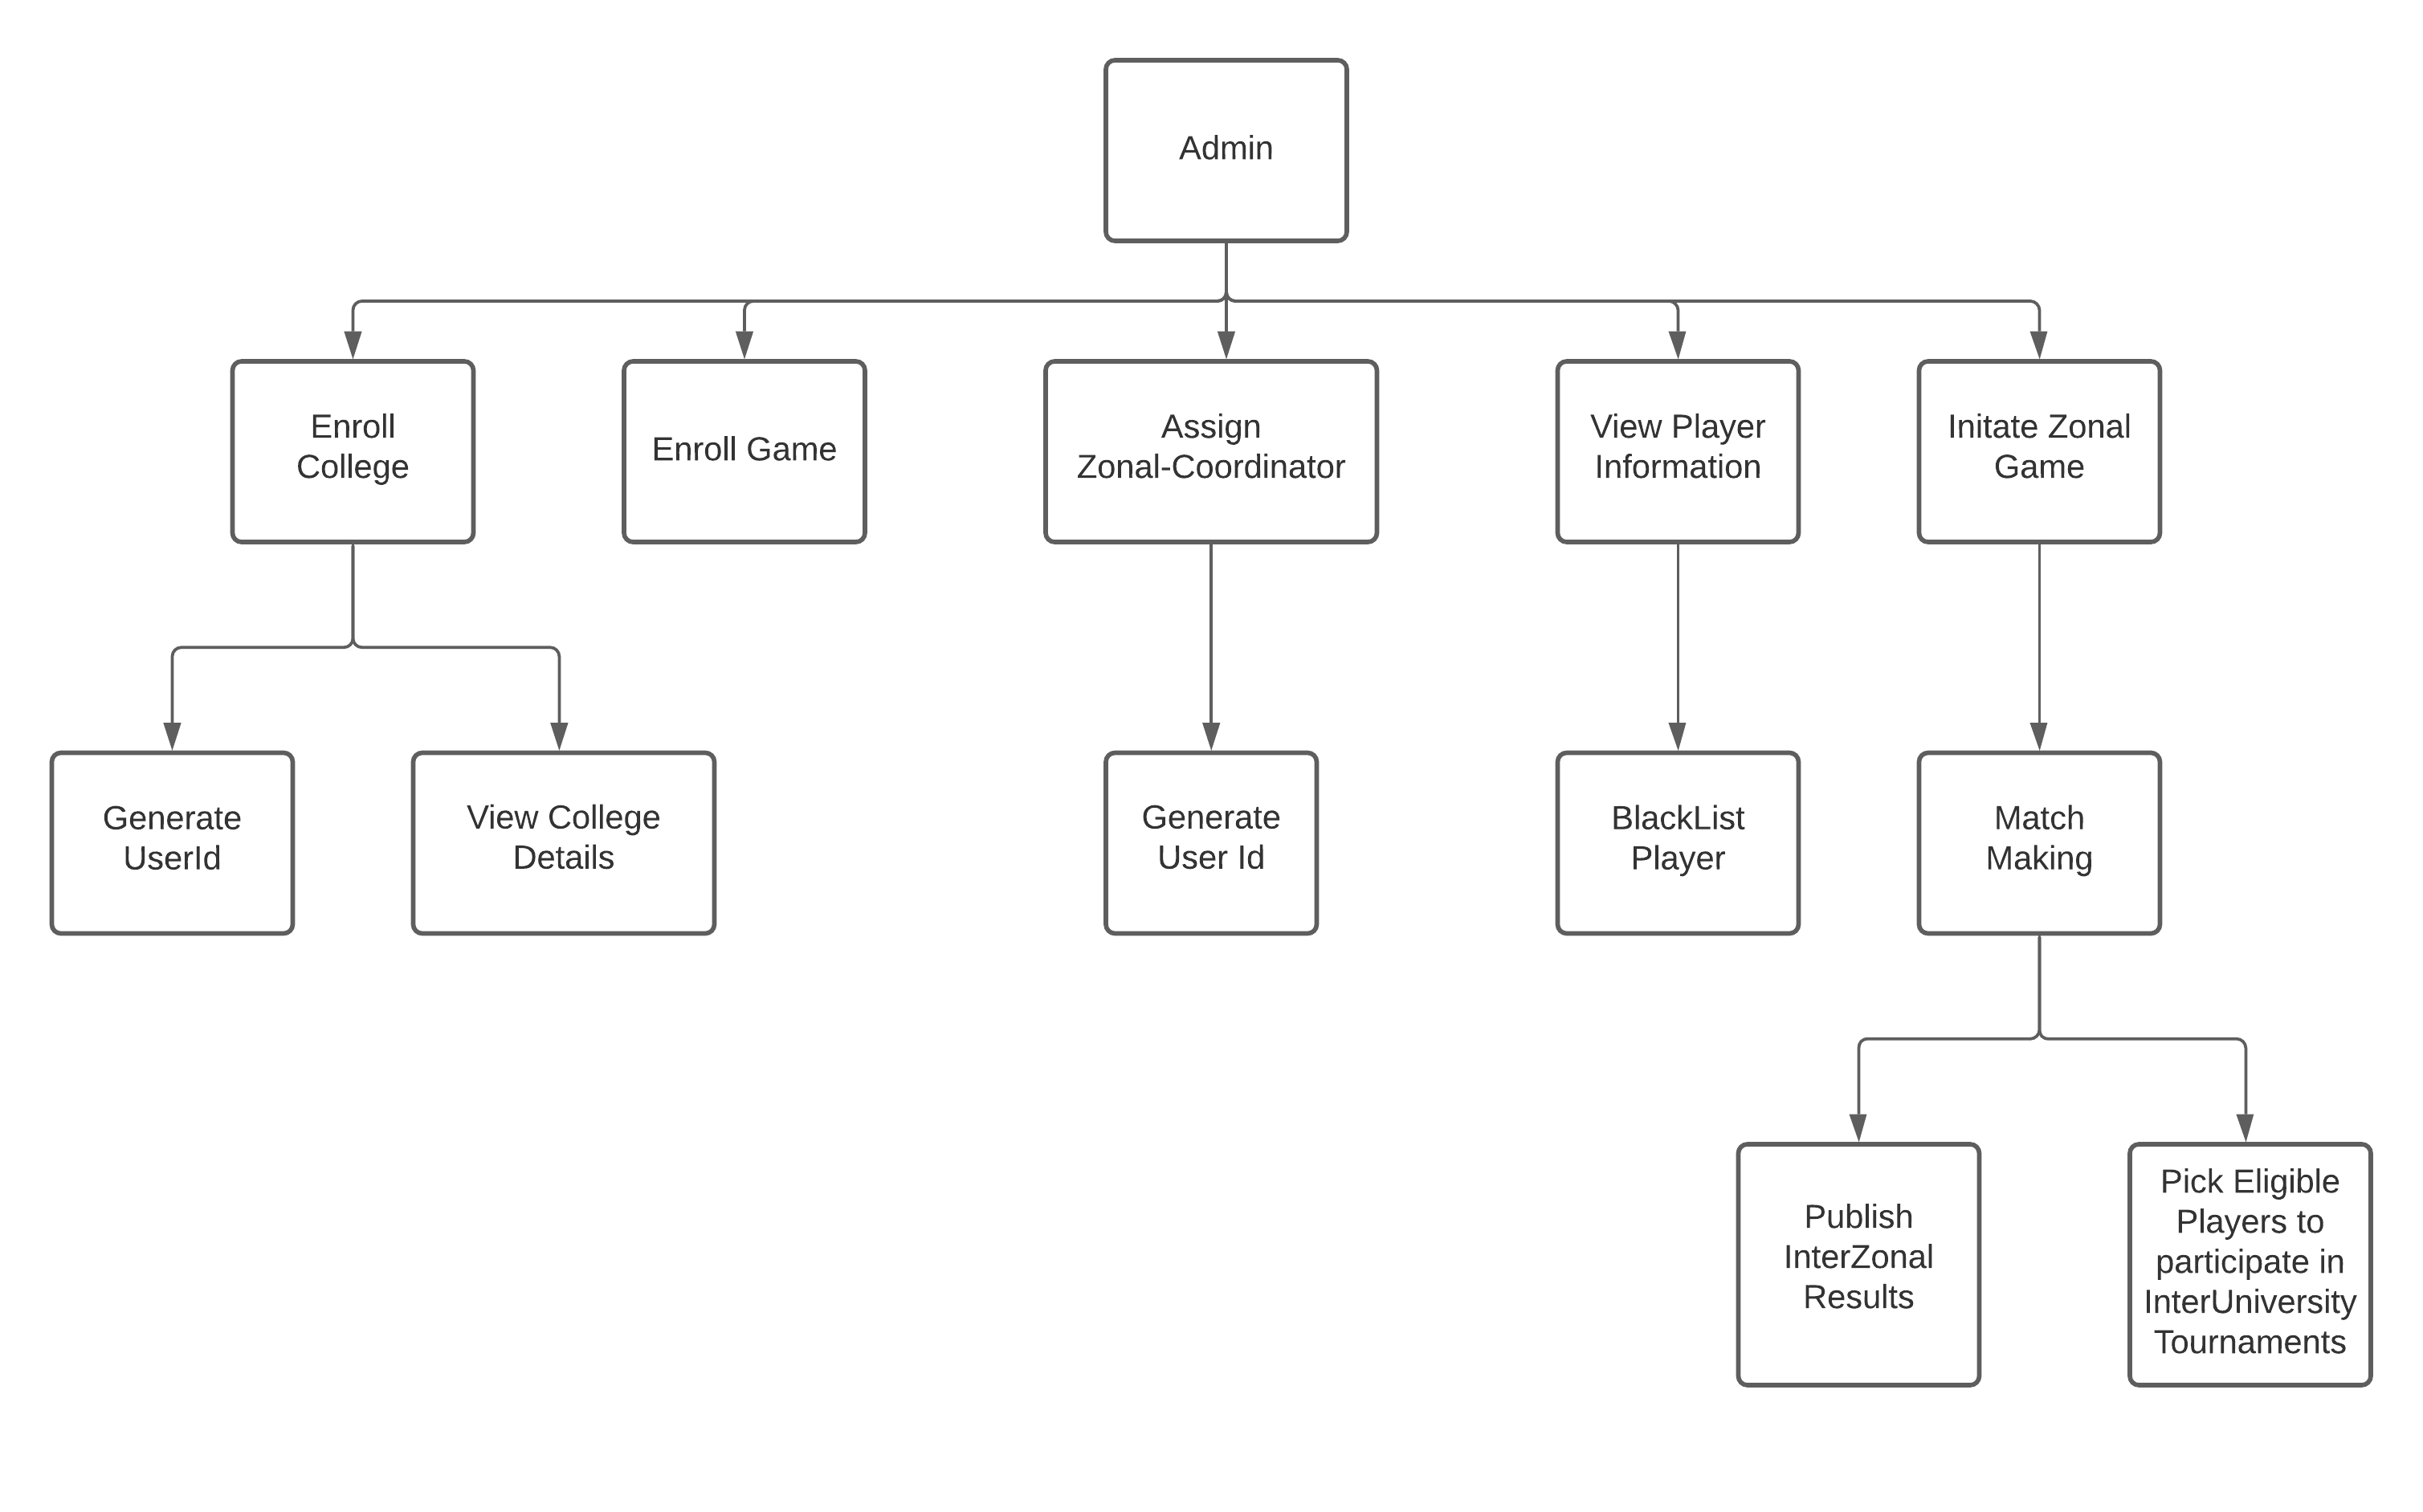 Admin
Enroll
College
Enroll Game
Assign
Zonal-Coordinator
View Player
Information
Initate Zonal
Game
Generate
UserId
View College
Details
Generate
User Id
BlackList
Player
Match
Making
Publish
InterZonal
Results
Pick Eligible
Players to
participate in
InterUniversity
Tournaments